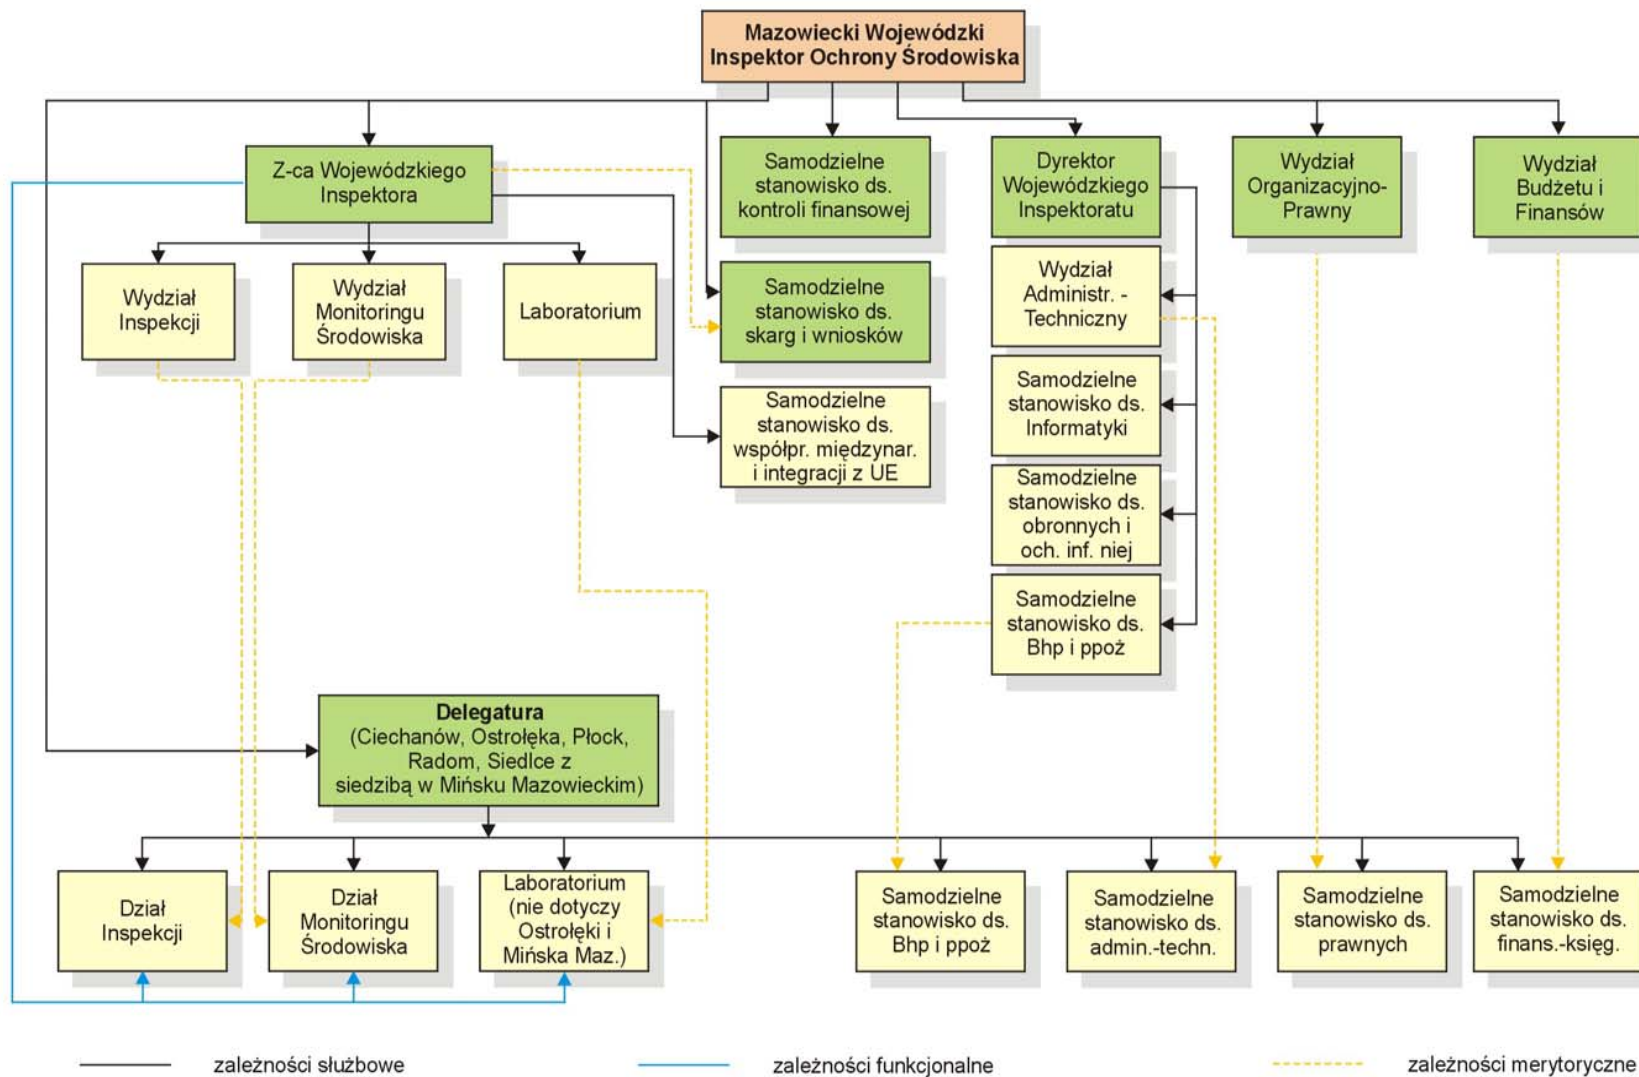 Mazowiecki Wojewódzki
Inspektor Ochrony Środowiska
Z-ca Wojewódzkiego
Inspektora
Samodzielne
stanowisko ds.
kontroli finansowej
Dyrektor
Wojewódzkiego
Inspektoratu
Wydział
Organizacyjno-
Prawny
Wydział
Budżetu i
Finansów
Wydział
Inspekcji
Wydział
Monitoringu
Środowiska
Laboratorium
Samodzielne
stanowisko ds.
skarg i wniosków
Wydział
Administr. -
Techniczny
Samodzielne
stanowisko ds.
współpr. międzynar.
i integracji z UE
Samodzielne
stanowisko ds.
Informatyki
Samodzielne
stanowisko ds.
obronnych i
och. inf. niej
Samodzielne
stanowisko ds.
Bhp i ppoż
Delegatura
(Ciechanów, Ostrołęka, Płock,
Radom, Siedlce z
siedzibą w Mińsku Mazowieckim)
Dział
Inspekcji
Dział
Monitoringu
Środowiska
Laboratorium
(nie dotyczy
Ostrołęki i
Mińska Maz.)
Samodzielne
stanowisko ds.
Bhp i ppoż
Samodzielne
stanowisko ds.
admin.-techn.
Samodzielne
stanowisko ds.
prawnych
Samodzielne
stanowisko ds.
finans.-księg.
zależności służbowe
zależności funkcjonalne
zależności merytoryczne